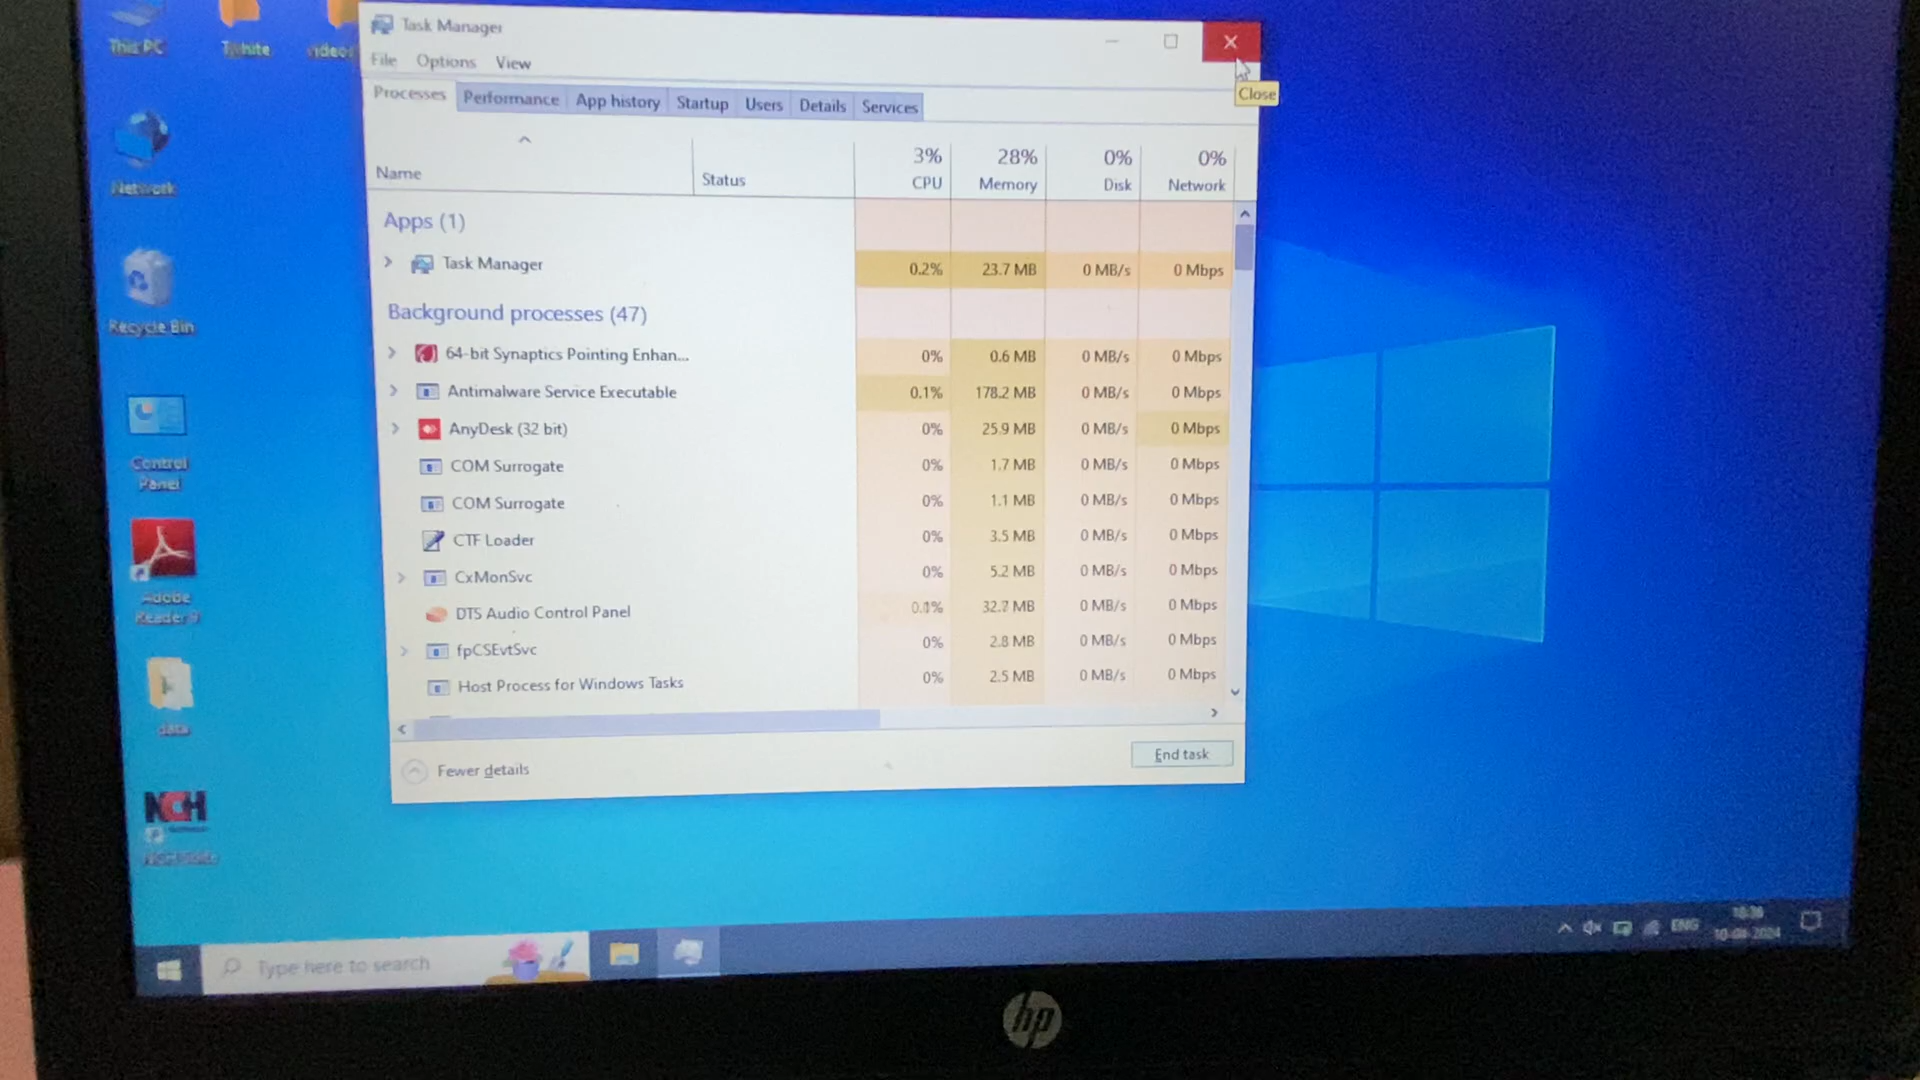 This PC
Task Manager
File Options View
Close
Processes Performance App history Startup Users Details Services
3% 28% 0% 0%
Name Status CPU Memory Disk Network
Apps (1)
Task Manager 0.2% 23.7 MB 0 MB/s 0 Mbps
Background processes (47)
64-bit Synaptics Pointing Enhan... 0% 0.6 MB 0 MB/s 0 Mbps
Antimalware Service Executable 0.1% 178.2 MB 0 MB/s 0 Mbps
AnyDesk (32 bit) 0% 25.9 MB 0 MB/s 0 Mbps
COM Surrogate 0% 1.7 MB 0 MB/s 0 Mbps
COM Surrogate 0% 1.1 MB 0 MB/s 0 Mbps
CTF Loader 0% 3.5 MB 0 MB/s 0 Mbps
CxMonSvc 0% 5.2 MB 0 MB/s 0 Mbps
DTS Audio Control Panel 32.7 MB 0 MB/s 0 Mbps
fpCSEvtSvc 0% 2.8 MB 0 MB/s 0 Mbps
Host Process for Windows Tasks 0% 2.5 MB 0 MB/s 0 Mbps
Fewer details
End task
Network
Recycle Bin
Control
Panel
Adobe
Reader 9
data
NCH
Type here to search
ENG
hp